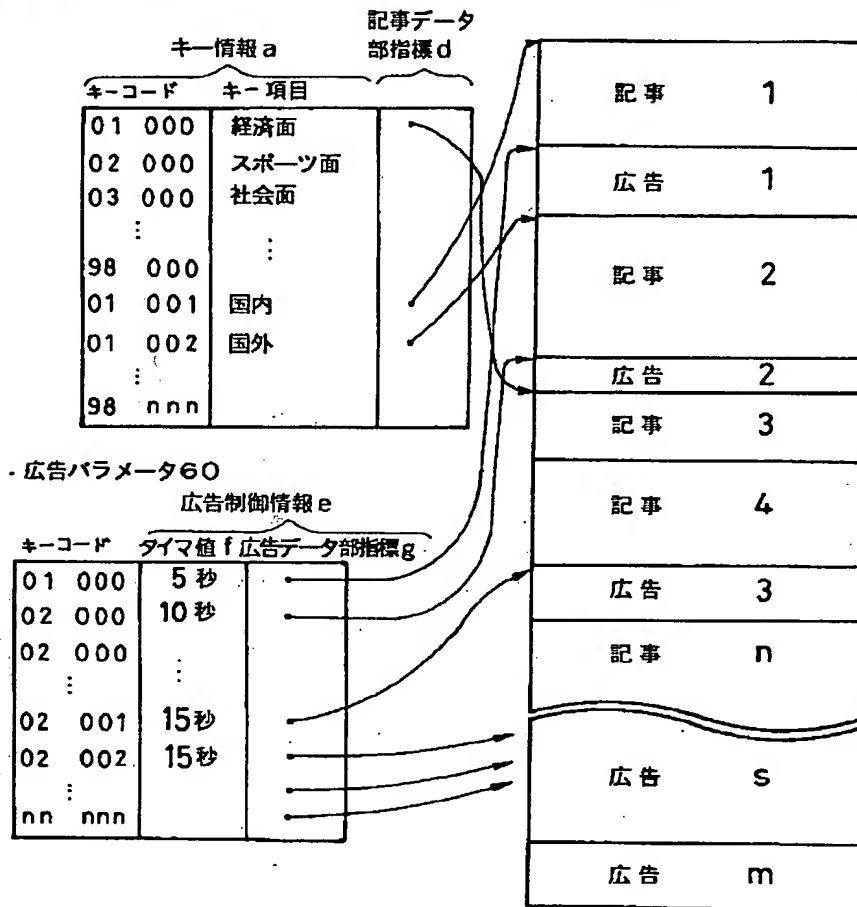 キー情報a
記事データ
部指標d
キーコード キー項目
01 000 経済面
02 000 スポーツ面
03 000 社会面
⋮ ⋮
98 000
01 001 国内
01 002 国外
⋮
98 nnn
広告パラメータ60
広告制御情報e
キーコード タイマ値f 広告データ部指標g
01 000 5秒
02 000 10秒
02 000 ⋮
⋮
02 001 15秒
02 002 15秒
⋮
nn nnn
記事 1
広告 1
記事 2
広告 2
記事 3
記事 4
広告 3
記事 n
広告 s
広告 m